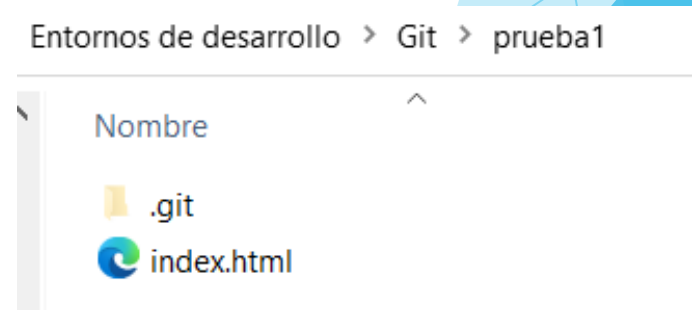 Entornos de desarrollo > Git > prueba1
Nombre
.git
index.html